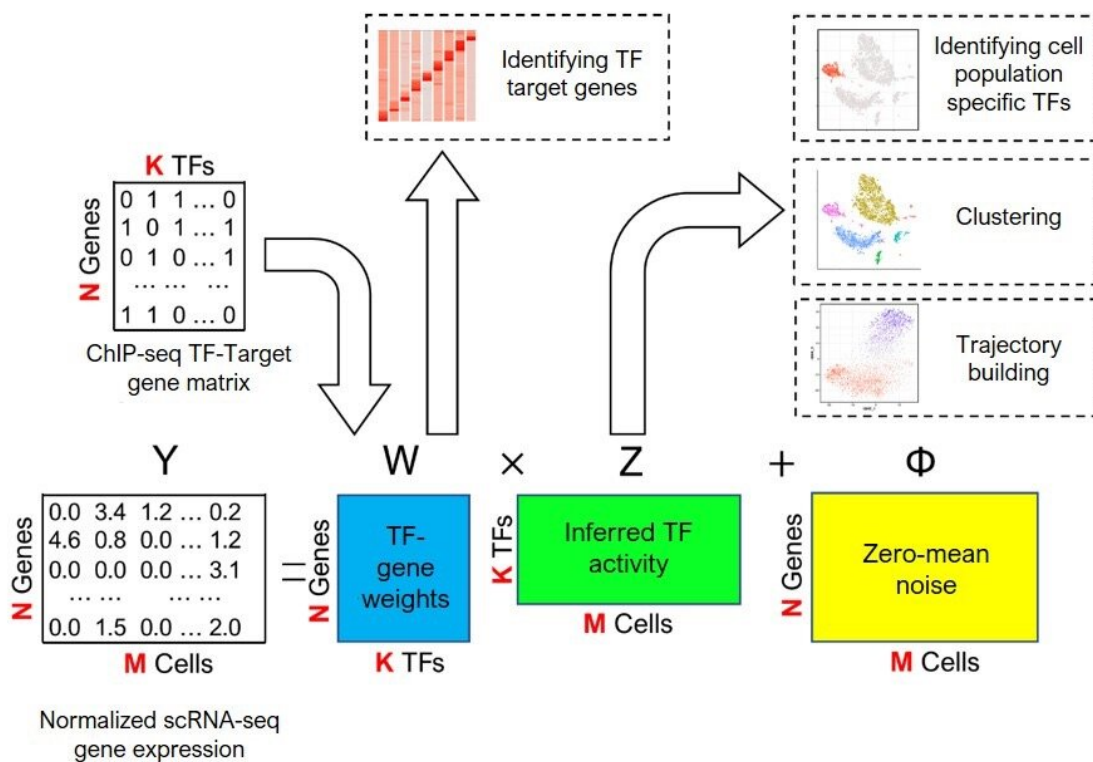 Identifying TF
target genes
Identifying cell
population
specific TFs
Clustering
Trajectory
building
K TFs
N Genes
0 1 1 ... 0
1 0 1 ... 1
0 1 0 ... 1
... ... ...
1 1 0 ... 0
ChIP-seq TF-Target
gene matrix
Y
W
×
Z
+
Φ
N Genes
0.0 3.4 1.2 ... 0.2
4.6 0.8 0.0 ... 1.2
0.0 0.0 0.0 ... 3.1
... ... ... ...
0.0 1.5 0.0 ... 2.0
M Cells
Normalized scRNA-seq
gene expression
=
N Genes
TF-
gene
weights
K TFs
K TFs
Inferred TF
activity
M Cells
N Genes
Zero-mean
noise
M Cells